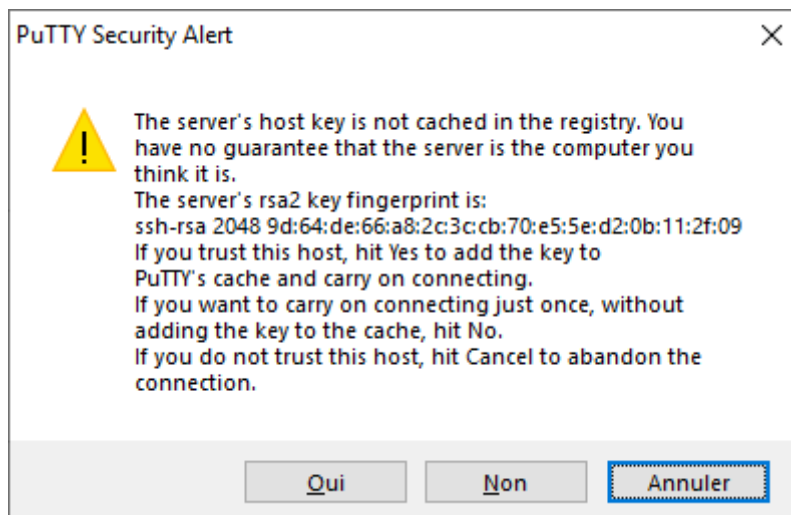 PuTTY Security Alert
The server's host key is not cached in the registry. You
have no guarantee that the server is the computer you
think it is.
The server's rsa2 key fingerprint is:
ssh-rsa 2048 9d:64:de:66:a8:2c:3c:cb:70:e5:5e:d2:0b:11:2f:09
If you trust this host, hit Yes to add the key to
PuTTY's cache and carry on connecting.
If you want to carry on connecting just once, without
adding the key to the cache, hit No.
If you do not trust this host, hit Cancel to abandon the
connection.
Oui Non Annuler